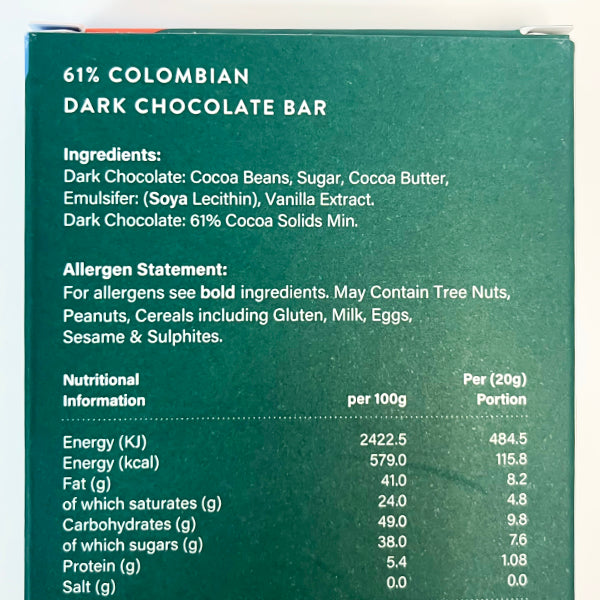 61% COLOMBIAN
DARK CHOCOLATE BAR
Ingredients:
Dark Chocolate: Cocoa Beans, Sugar, Cocoa Butter,
Emulsifer: (Soya Lecithin), Vanilla Extract.
Dark Chocolate: 61% Cocoa Solids Min.
Allergen Statement:
For allergens see bold ingredients. May Contain Tree Nuts,
Peanuts, Cereals including Gluten, Milk, Eggs,
Sesame & Sulphites.
Nutritional Per (20g)
Information per 100g Portion
Energy (KJ) 2422.5 484.5
Energy (kcal) 579.0 115.8
Fat (g) 41.0 8.2
of which saturates (g) 24.0 4.8
Carbohydrates (g) 49.0 9.8
of which sugars (g) 38.0 7.6
Protein (g) 5.4 1.08
Salt (g) 0.0 0.0